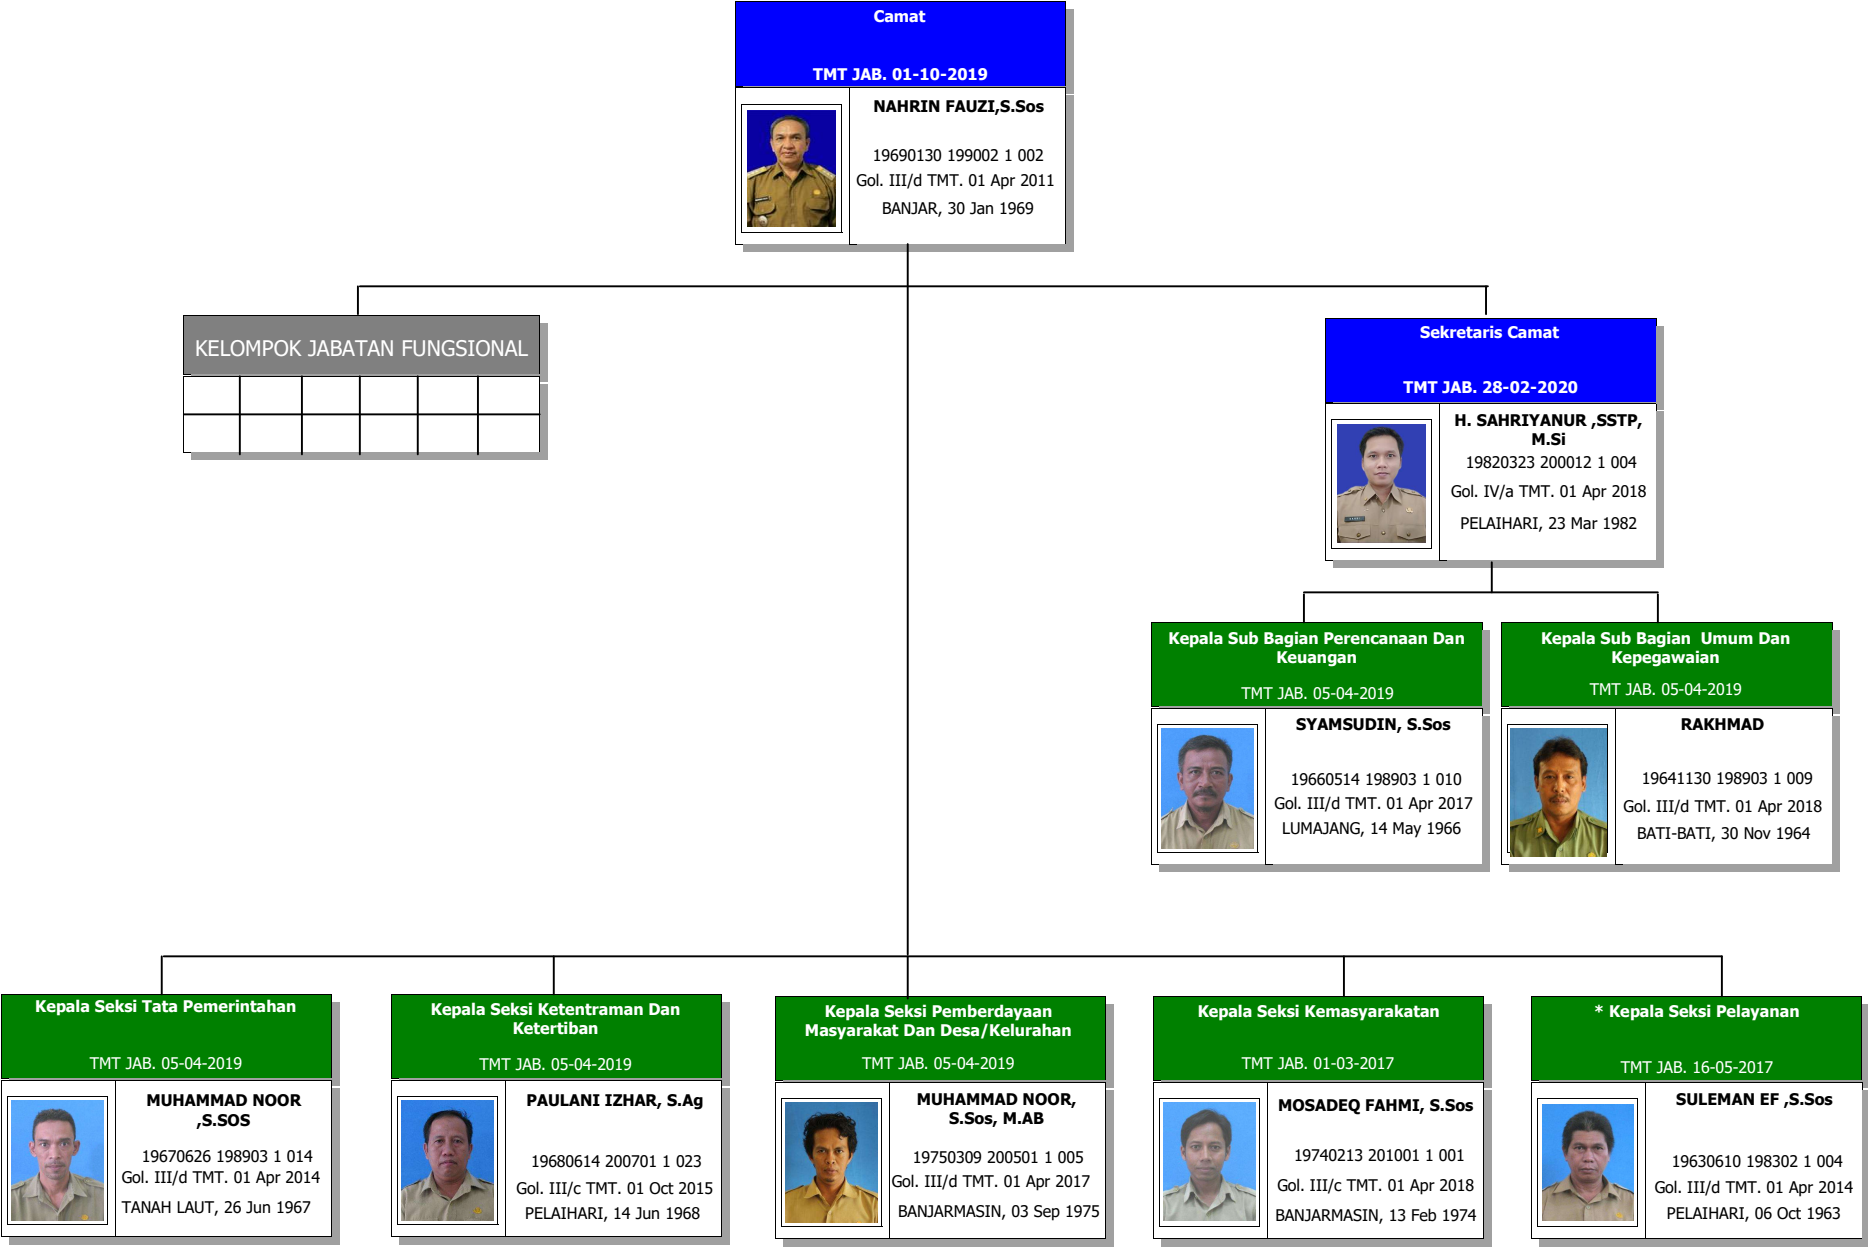 Camat
TMT JAB. 01-10-2019
NAHRIN FAUZI,S.Sos
19690130 199002 1 002
Gol. III/d TMT. 01 Apr 2011
BANJAR, 30 Jan 1969
KELOMPOK JABATAN FUNGSIONAL
Sekretaris Camat
TMT JAB. 28-02-2020
H. SAHRIYANUR ,SSTP,
M.Si
19820323 200012 1 004
Gol. IV/a TMT. 01 Apr 2018
PELAIHARI, 23 Mar 1982
Kepala Sub Bagian Perencanaan Dan
Keuangan
TMT JAB. 05-04-2019
SYAMSUDIN, S.Sos
19660514 198903 1 010
Gol. III/d TMT. 01 Apr 2017
LUMAJANG, 14 May 1966
Kepala Sub Bagian  Umum Dan
Kepegawaian
TMT JAB. 05-04-2019
RAKHMAD
19641130 198903 1 009
Gol. III/d TMT. 01 Apr 2018
BATI-BATI, 30 Nov 1964
Kepala Seksi Tata Pemerintahan
TMT JAB. 05-04-2019
MUHAMMAD NOOR
,S.SOS
19670626 198903 1 014
Gol. III/d TMT. 01 Apr 2014
TANAH LAUT, 26 Jun 1967
Kepala Seksi Ketentraman Dan
Ketertiban
TMT JAB. 05-04-2019
PAULANI IZHAR, S.Ag
19680614 200701 1 023
Gol. III/c TMT. 01 Oct 2015
PELAIHARI, 14 Jun 1968
Kepala Seksi Pemberdayaan
Masyarakat Dan Desa/Kelurahan
TMT JAB. 05-04-2019
MUHAMMAD NOOR,
S.Sos, M.AB
19750309 200501 1 005
Gol. III/d TMT. 01 Apr 2017
BANJARMASIN, 03 Sep 1975
Kepala Seksi Kemasyarakatan
TMT JAB. 01-03-2017
MOSADEQ FAHMI, S.Sos
19740213 201001 1 001
Gol. III/c TMT. 01 Apr 2018
BANJARMASIN, 13 Feb 1974
* Kepala Seksi Pelayanan
TMT JAB. 16-05-2017
SULEMAN EF ,S.Sos
19630610 198302 1 004
Gol. III/d TMT. 01 Apr 2014
PELAIHARI, 06 Oct 1963